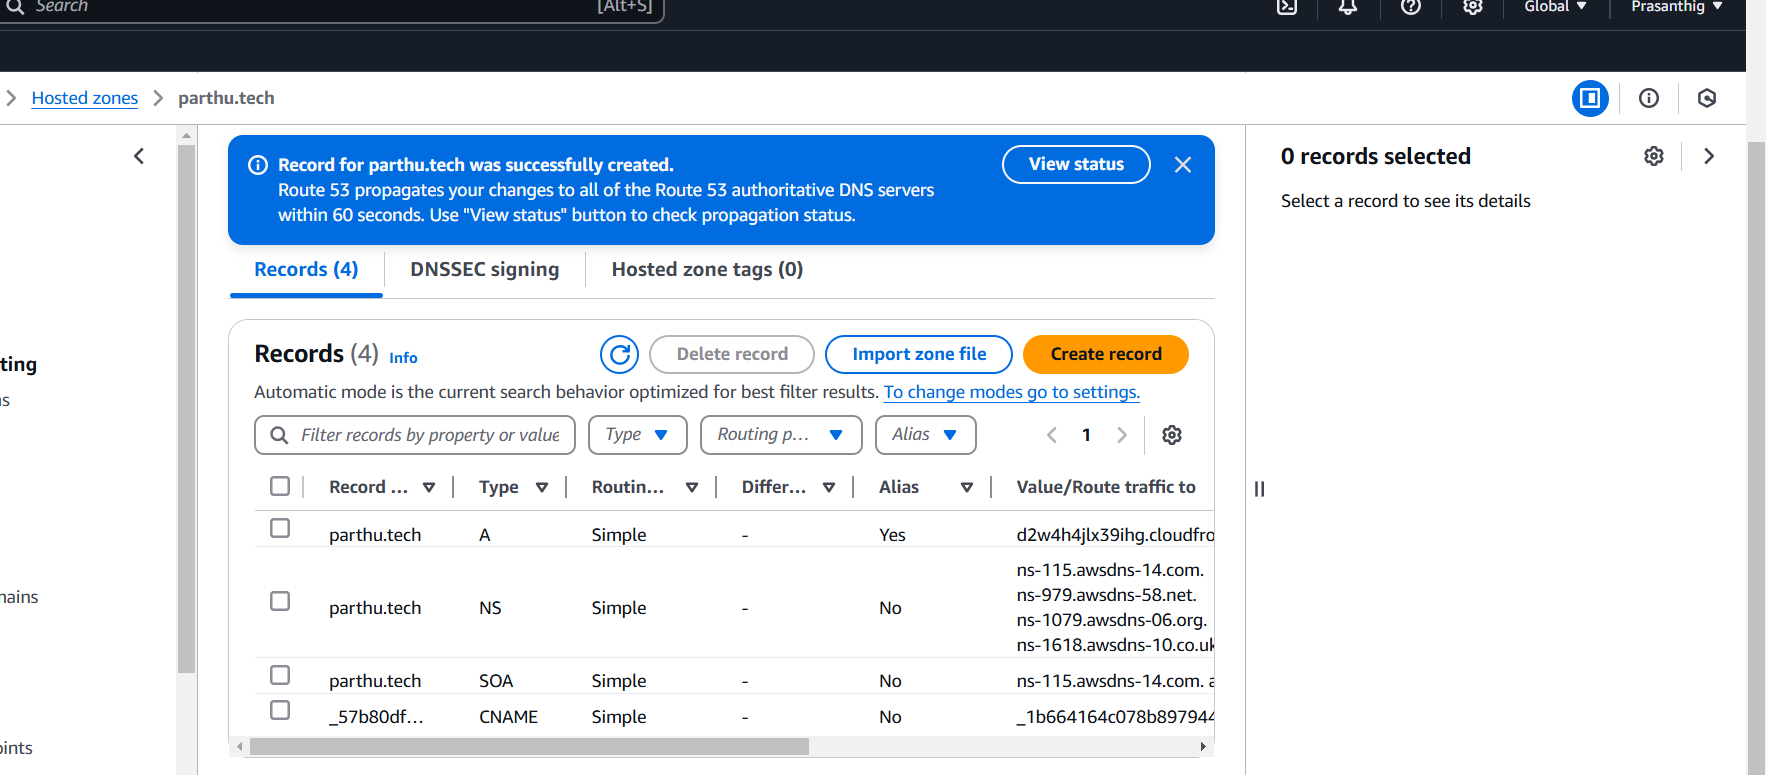 Search
[Alt+S]
Global
Prasanthig
Hosted zones
parthu.tech
ting
ns
mains
oints
Record for parthu.tech was successfully created.
Route 53 propagates your changes to all of the Route 53 authoritative DNS servers
within 60 seconds. Use "View status" button to check propagation status.
View status
Records (4)
DNSSEC signing
Hosted zone tags (0)
Records (4) Info
Delete record
Import zone file
Create record
Automatic mode is the current search behavior optimized for best filter results. To change modes go to settings.
Filter records by property or value
Type
Routing p...
Alias
1
Record ... Type Routin... Differ... Alias Value/Route traffic to
parthu.tech A Simple - Yes d2w4h4jlx39ihg.cloudfro
parthu.tech NS Simple - No ns-115.awsdns-14.com.
ns-979.awsdns-58.net.
ns-1079.awsdns-06.org.
ns-1618.awsdns-10.co.uk
parthu.tech SOA Simple - No ns-115.awsdns-14.com. a
_57b80df... CNAME Simple - No _1b664164c078b897944
0 records selected
Select a record to see its details